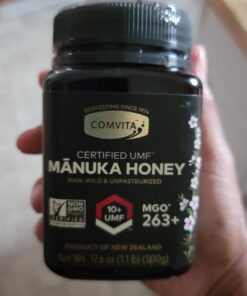 BEEKEEPING SINCE 1974
COMVITA
CERTIFIED UMF™
MĀNUKA HONEY
RAW, WILD & UNPASTEURIZED
NON GMO
VERIFIED
10+
UMF
MGO
263+
PRODUCT OF NEW ZEALAND
Net Wt. 17.6 oz (1.1 lb) (500g)